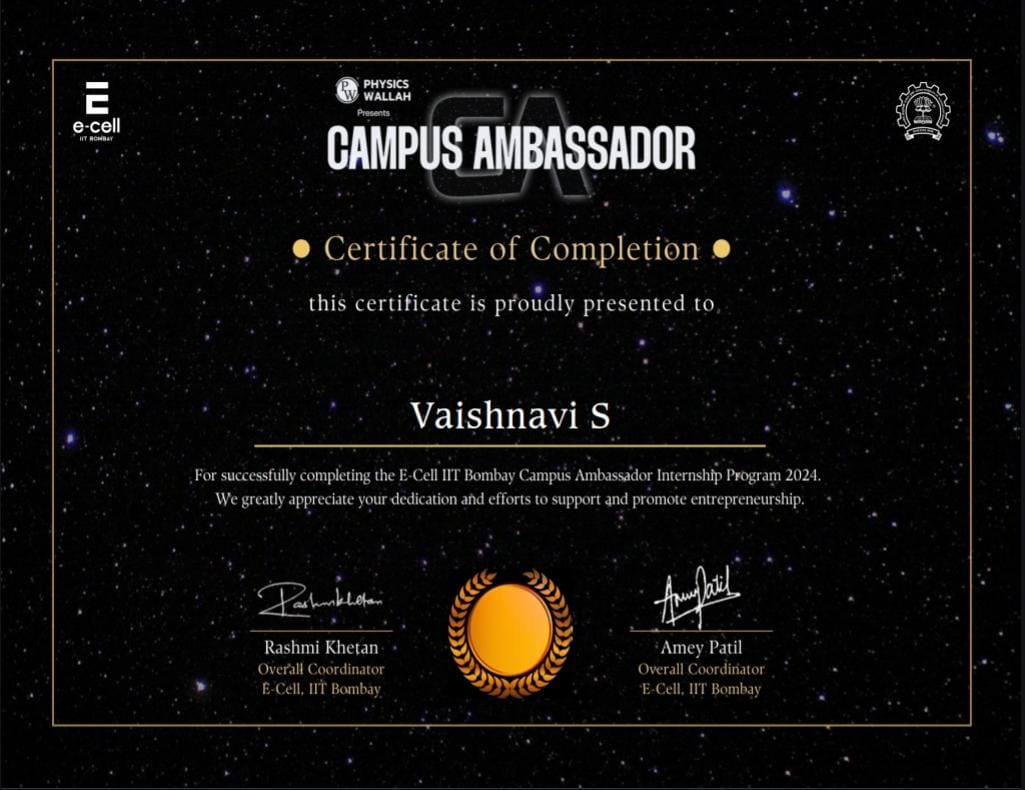 e-cell
IIT BOMBAY
PW
PHYSICS
WALLAH
Presents
CA
CAMPUS AMBASSADOR
Certificate of Completion
this certificate is proudly presented to
Vaishnavi S
For successfully completing the E-Cell IIT Bombay Campus Ambassador Internship Program 2024.
We greatly appreciate your dedication and efforts to support and promote entrepreneurship.
Rashmi Khetan
Rashmi Khetan
Overall Coordinator
E-Cell, IIT Bombay
Amey Patil
Amey Patil
Overall Coordinator
E-Cell, IIT Bombay